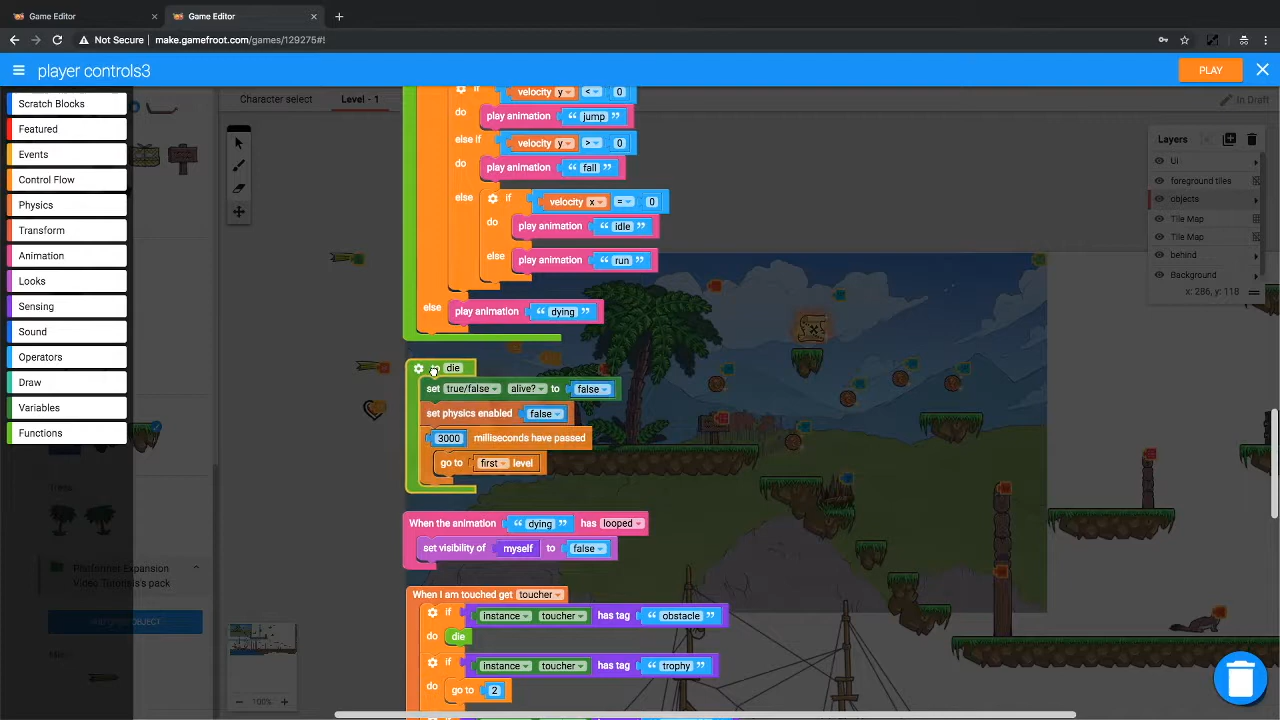 Game Editor
Game Editor
Not Secure | make.gamefroot.com/games/129275#!
player controls3
PLAY
Scratch Blocks
Featured
Events
Control Flow
Physics
Transform
Animation
Looks
Sensing
Sound
Operators
Draw
Variables
Functions
Character select
Level - 1
In Draft
if velocity y < 0
do play animation “ jump ”
else if velocity y > 0
do play animation “ fall ”
else if velocity x = 0
do play animation “ idle ”
else play animation “ run ”
else play animation “ dying ”
die
set true/false alive? to false
set physics enabled false
3000 milliseconds have passed
go to first level
When the animation “ dying ” has looped
set visibility of myself to false
When I am touched get toucher
if instance toucher has tag “ obstacle ”
do die
if instance toucher has tag “ trophy ”
do go to 2
Layers
Ui
foreground tiles
objects
Tile Map
Tile Map
behind
Background
x: 286, y: 118
Trees
Platformer Expansion
Video Turorials's pack
100%